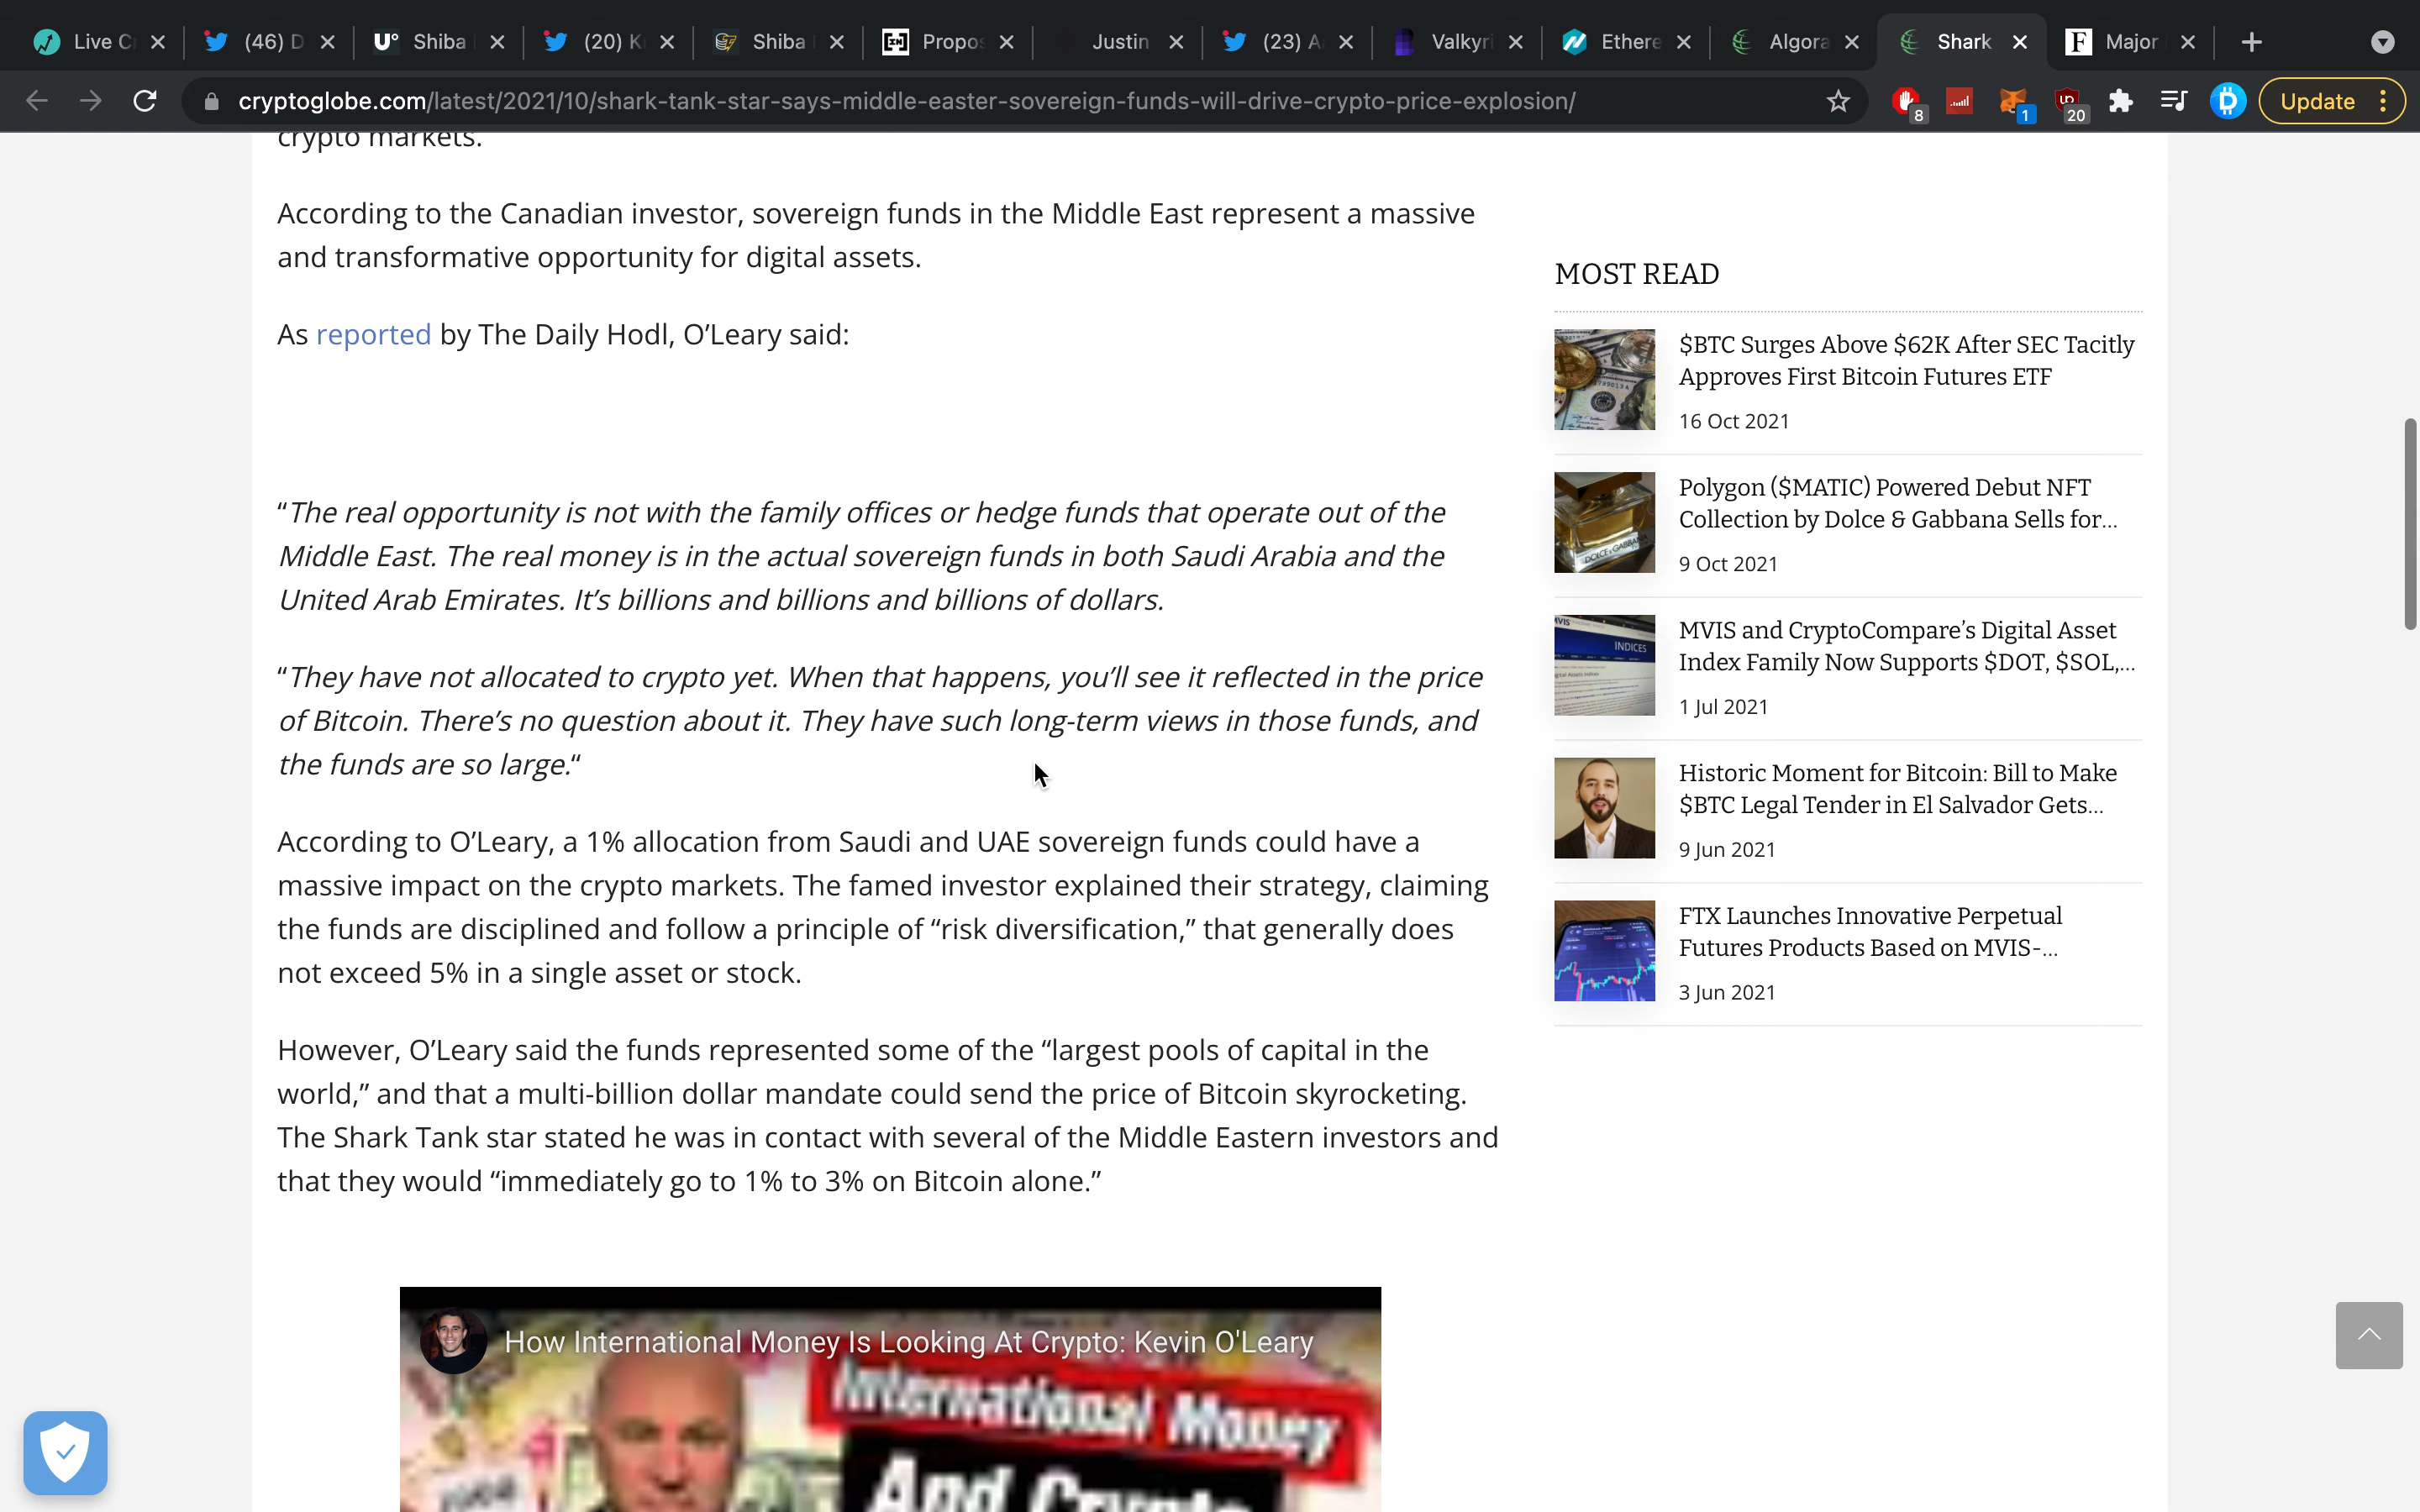 Live C
(46) D
Shiba
(20) K
Shiba
Propos
Justin
(23) A
Valkyri
Ethere
Algora
Shark
Major
cryptoglobe.com/latest/2021/10/shark-tank-star-says-middle-easter-sovereign-funds-will-drive-crypto-price-explosion/
8
1
20
Update
crypto markets.
According to the Canadian investor, sovereign funds in the Middle East represent a massive
and transformative opportunity for digital assets.
As reported by The Daily Hodl, O’Leary said:
“The real opportunity is not with the family offices or hedge funds that operate out of the
Middle East. The real money is in the actual sovereign funds in both Saudi Arabia and the
United Arab Emirates. It’s billions and billions and billions of dollars.
“They have not allocated to crypto yet. When that happens, you’ll see it reflected in the price
of Bitcoin. There’s no question about it. They have such long-term views in those funds, and
the funds are so large.“
According to O’Leary, a 1% allocation from Saudi and UAE sovereign funds could have a
massive impact on the crypto markets. The famed investor explained their strategy, claiming
the funds are disciplined and follow a principle of “risk diversification,” that generally does
not exceed 5% in a single asset or stock.
However, O’Leary said the funds represented some of the “largest pools of capital in the
world,” and that a multi-billion dollar mandate could send the price of Bitcoin skyrocketing.
The Shark Tank star stated he was in contact with several of the Middle Eastern investors and
that they would “immediately go to 1% to 3% on Bitcoin alone.”
How International Money Is Looking At Crypto: Kevin O'Leary
International Money
And Crypto
MOST READ
$BTC Surges Above $62K After SEC Tacitly
Approves First Bitcoin Futures ETF
16 Oct 2021
Polygon ($MATIC) Powered Debut NFT
Collection by Dolce & Gabbana Sells for...
9 Oct 2021
DOLCE & GABBANA
MVIS and CryptoCompare’s Digital Asset
Index Family Now Supports $DOT, $SOL,...
1 Jul 2021
INDICES
Historic Moment for Bitcoin: Bill to Make
$BTC Legal Tender in El Salvador Gets...
9 Jun 2021
FTX Launches Innovative Perpetual
Futures Products Based on MVIS-...
3 Jun 2021